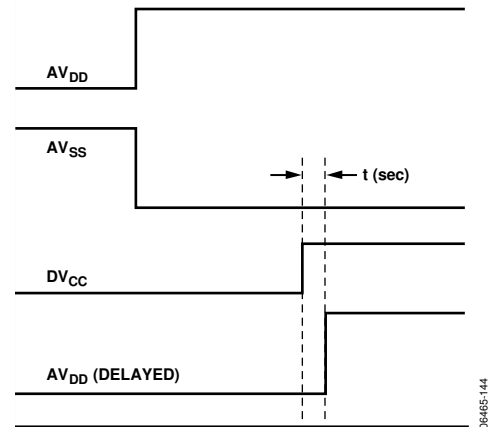 AVDD
AVSS
t (sec)
DVCC
AVDD (DELAYED)
06465-144